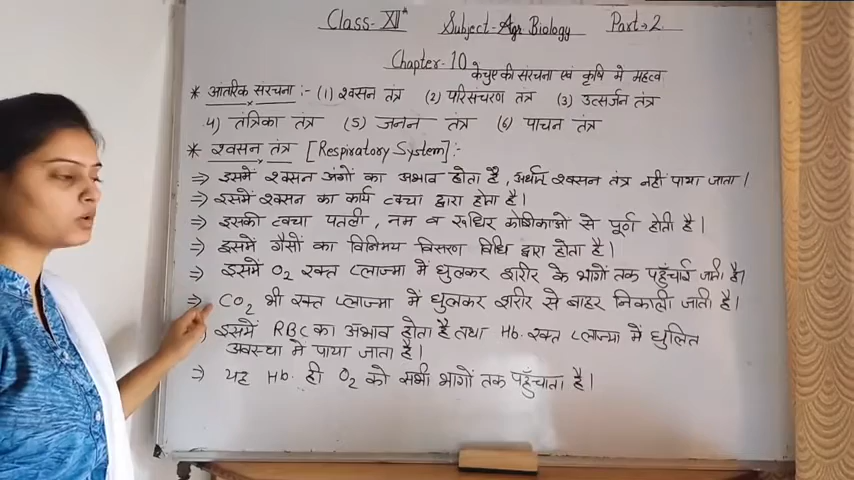 Class- XIIth Subject- Agr Biology Part-2
Chapter-10 केचुए की संरचना एवं कृषि में महत्व
* आंतरिक संरचना :- (1) श्वसन तंत्र (2) परिसंचरण तंत्र (3) उत्सर्जन तंत्र
4) तंत्रिका तंत्र (5) जनन तंत्र (6) पाचन तंत्र
* श्वसन तंत्र [Respiratory System]:-
⇒ इसमें श्वसन अंगों का अभाव होता है, अर्थात श्वसन तंत्र नहीं पाया जाता।
⇒ इसमें श्वसन का कार्य त्वचा द्वारा होता है।
⇒ इसकी त्वचा पतली, नम व रूधिर कोशिकाओं से पूर्ण होती है।
⇒ इसमें गैसों का विनिमय विसरण विधि द्वारा होता है।
⇒ इसमें O2 रक्त प्लाज्मा में घुलकर शरीर के भागों तक पहुँचाई जाती है।
⇒ CO2 भी रक्त प्लाज्मा में घुलकर शरीर से बाहर निकाली जाती है।
इसमें RBC का अभाव होता है तथा Hb. रक्त प्लाज्मा में घुलित
अवस्था में पाया जाता है।
⇒ यह Hb. ही O2 को सभी भागों तक पहुँचाता है।